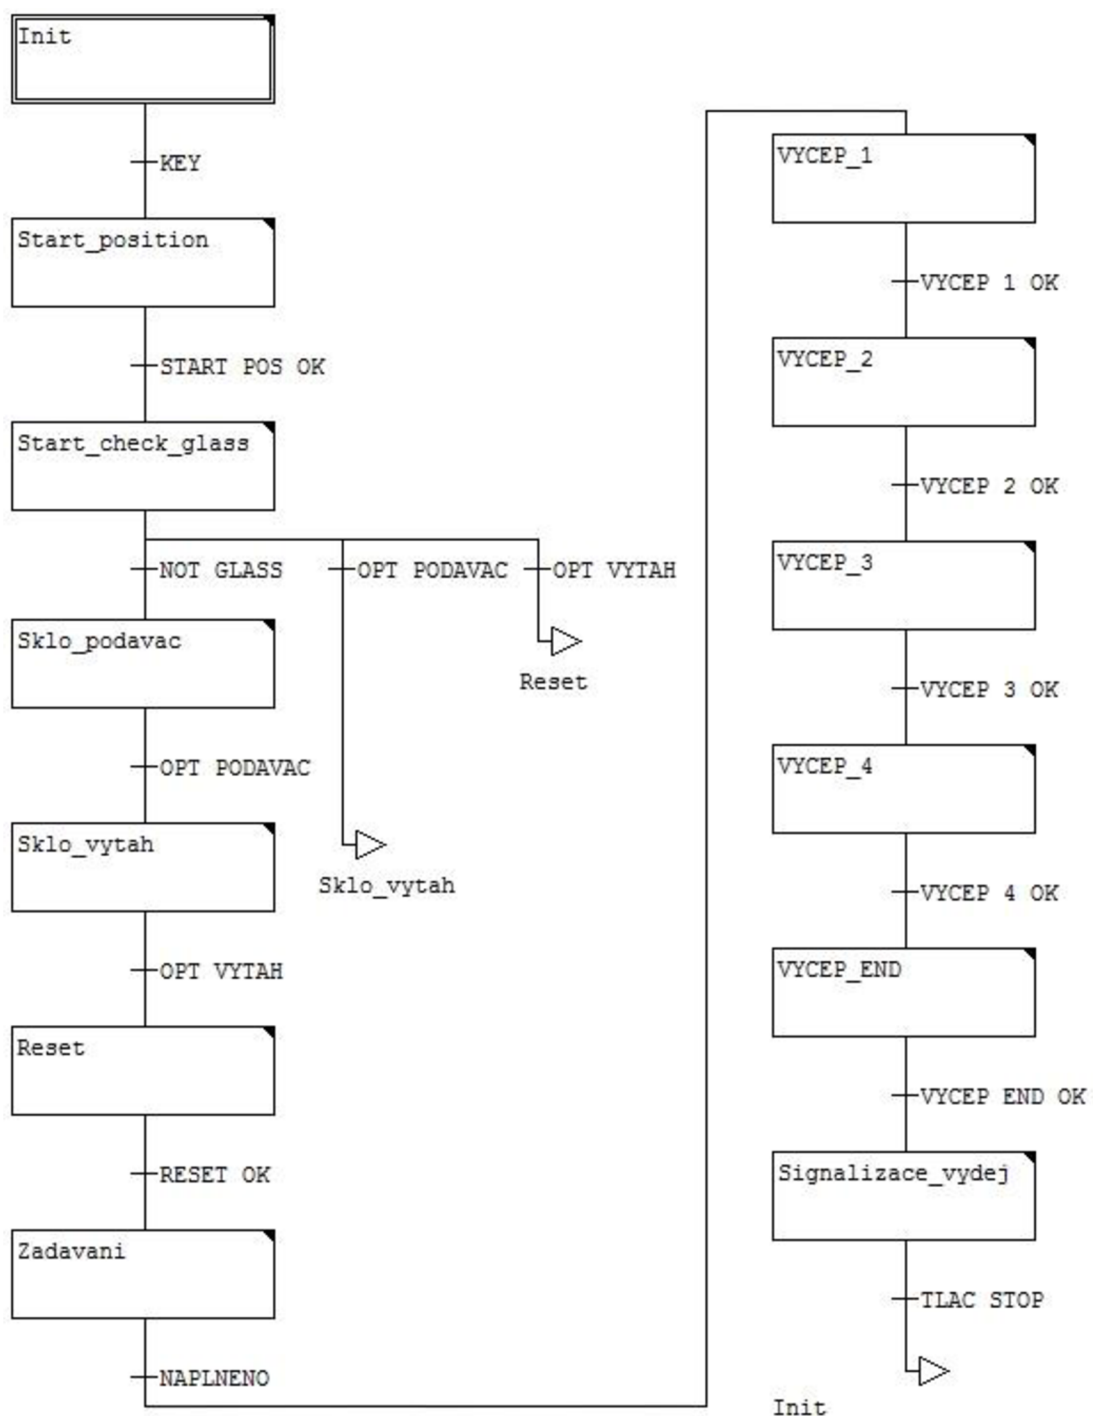 Init
KEY
Start_position
START POS OK
Start_check_glass
NOT GLASS
OPT PODAVAC
OPT VYTAH
Sklo_podavac
Reset
OPT PODAVAC
Sklo_vytah
Sklo_vytah
OPT VYTAH
Reset
RESET OK
Zadavani
NAPLNENO
VYCEP_1
VYCEP 1 OK
VYCEP_2
VYCEP 2 OK
VYCEP_3
VYCEP 3 OK
VYCEP_4
VYCEP 4 OK
VYCEP_END
VYCEP END OK
Signalizace_vydej
TLAC STOP
Init